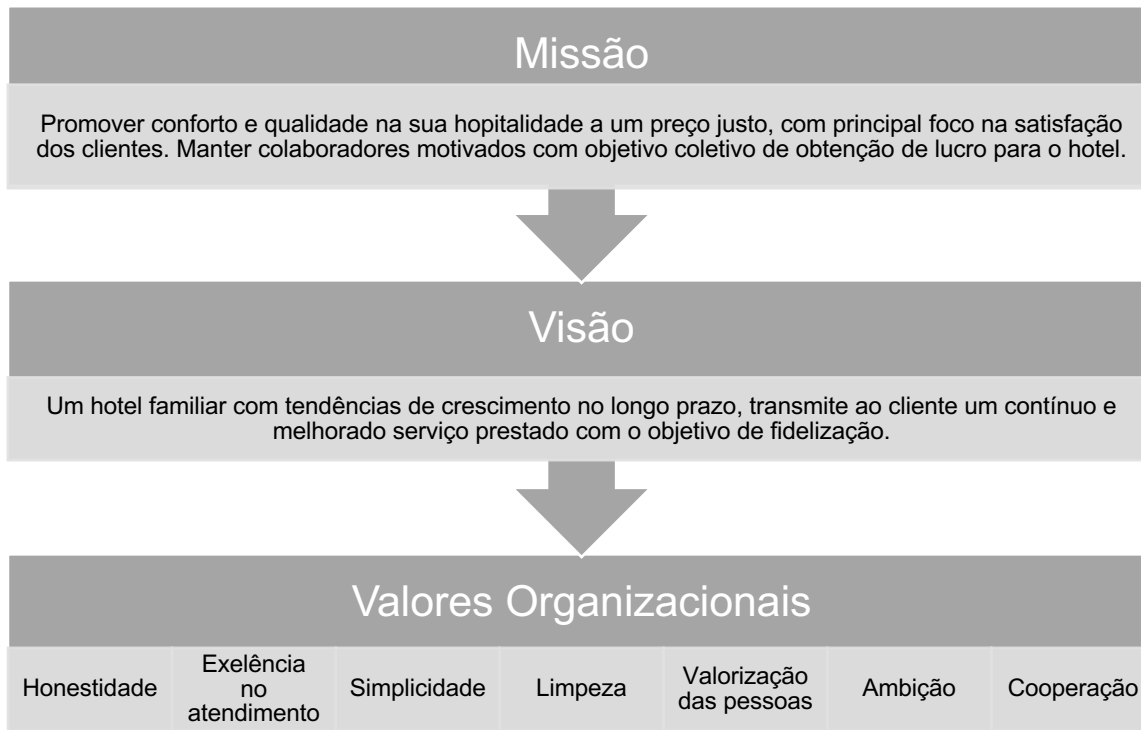 Missão
Promover conforto e qualidade na sua hopitalidade a um preço justo, com principal foco na satisfação
dos clientes. Manter colaboradores motivados com objetivo coletivo de obtenção de lucro para o hotel.
Visão
Um hotel familiar com tendências de crescimento no longo prazo, transmite ao cliente um contínuo e
melhorado serviço prestado com o objetivo de fidelização.
Valores Organizacionais
Honestidade
Exelência
no
atendimento
Simplicidade
Limpeza
Valorização
das pessoas
Ambição
Cooperação